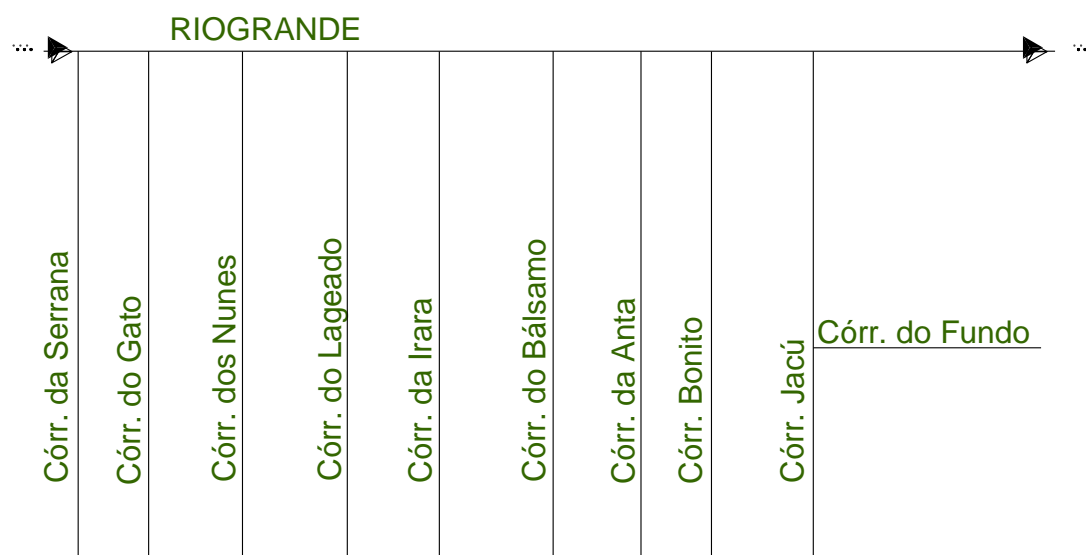 RIOGRANDE
Córr. da Serrana
Córr. do Gato
Córr. dos Nunes
Córr. do Lageado
Córr. da Irara
Córr. do Bálsamo
Córr. da Anta
Córr. Bonito
Córr. Jacú
Córr. do Fundo